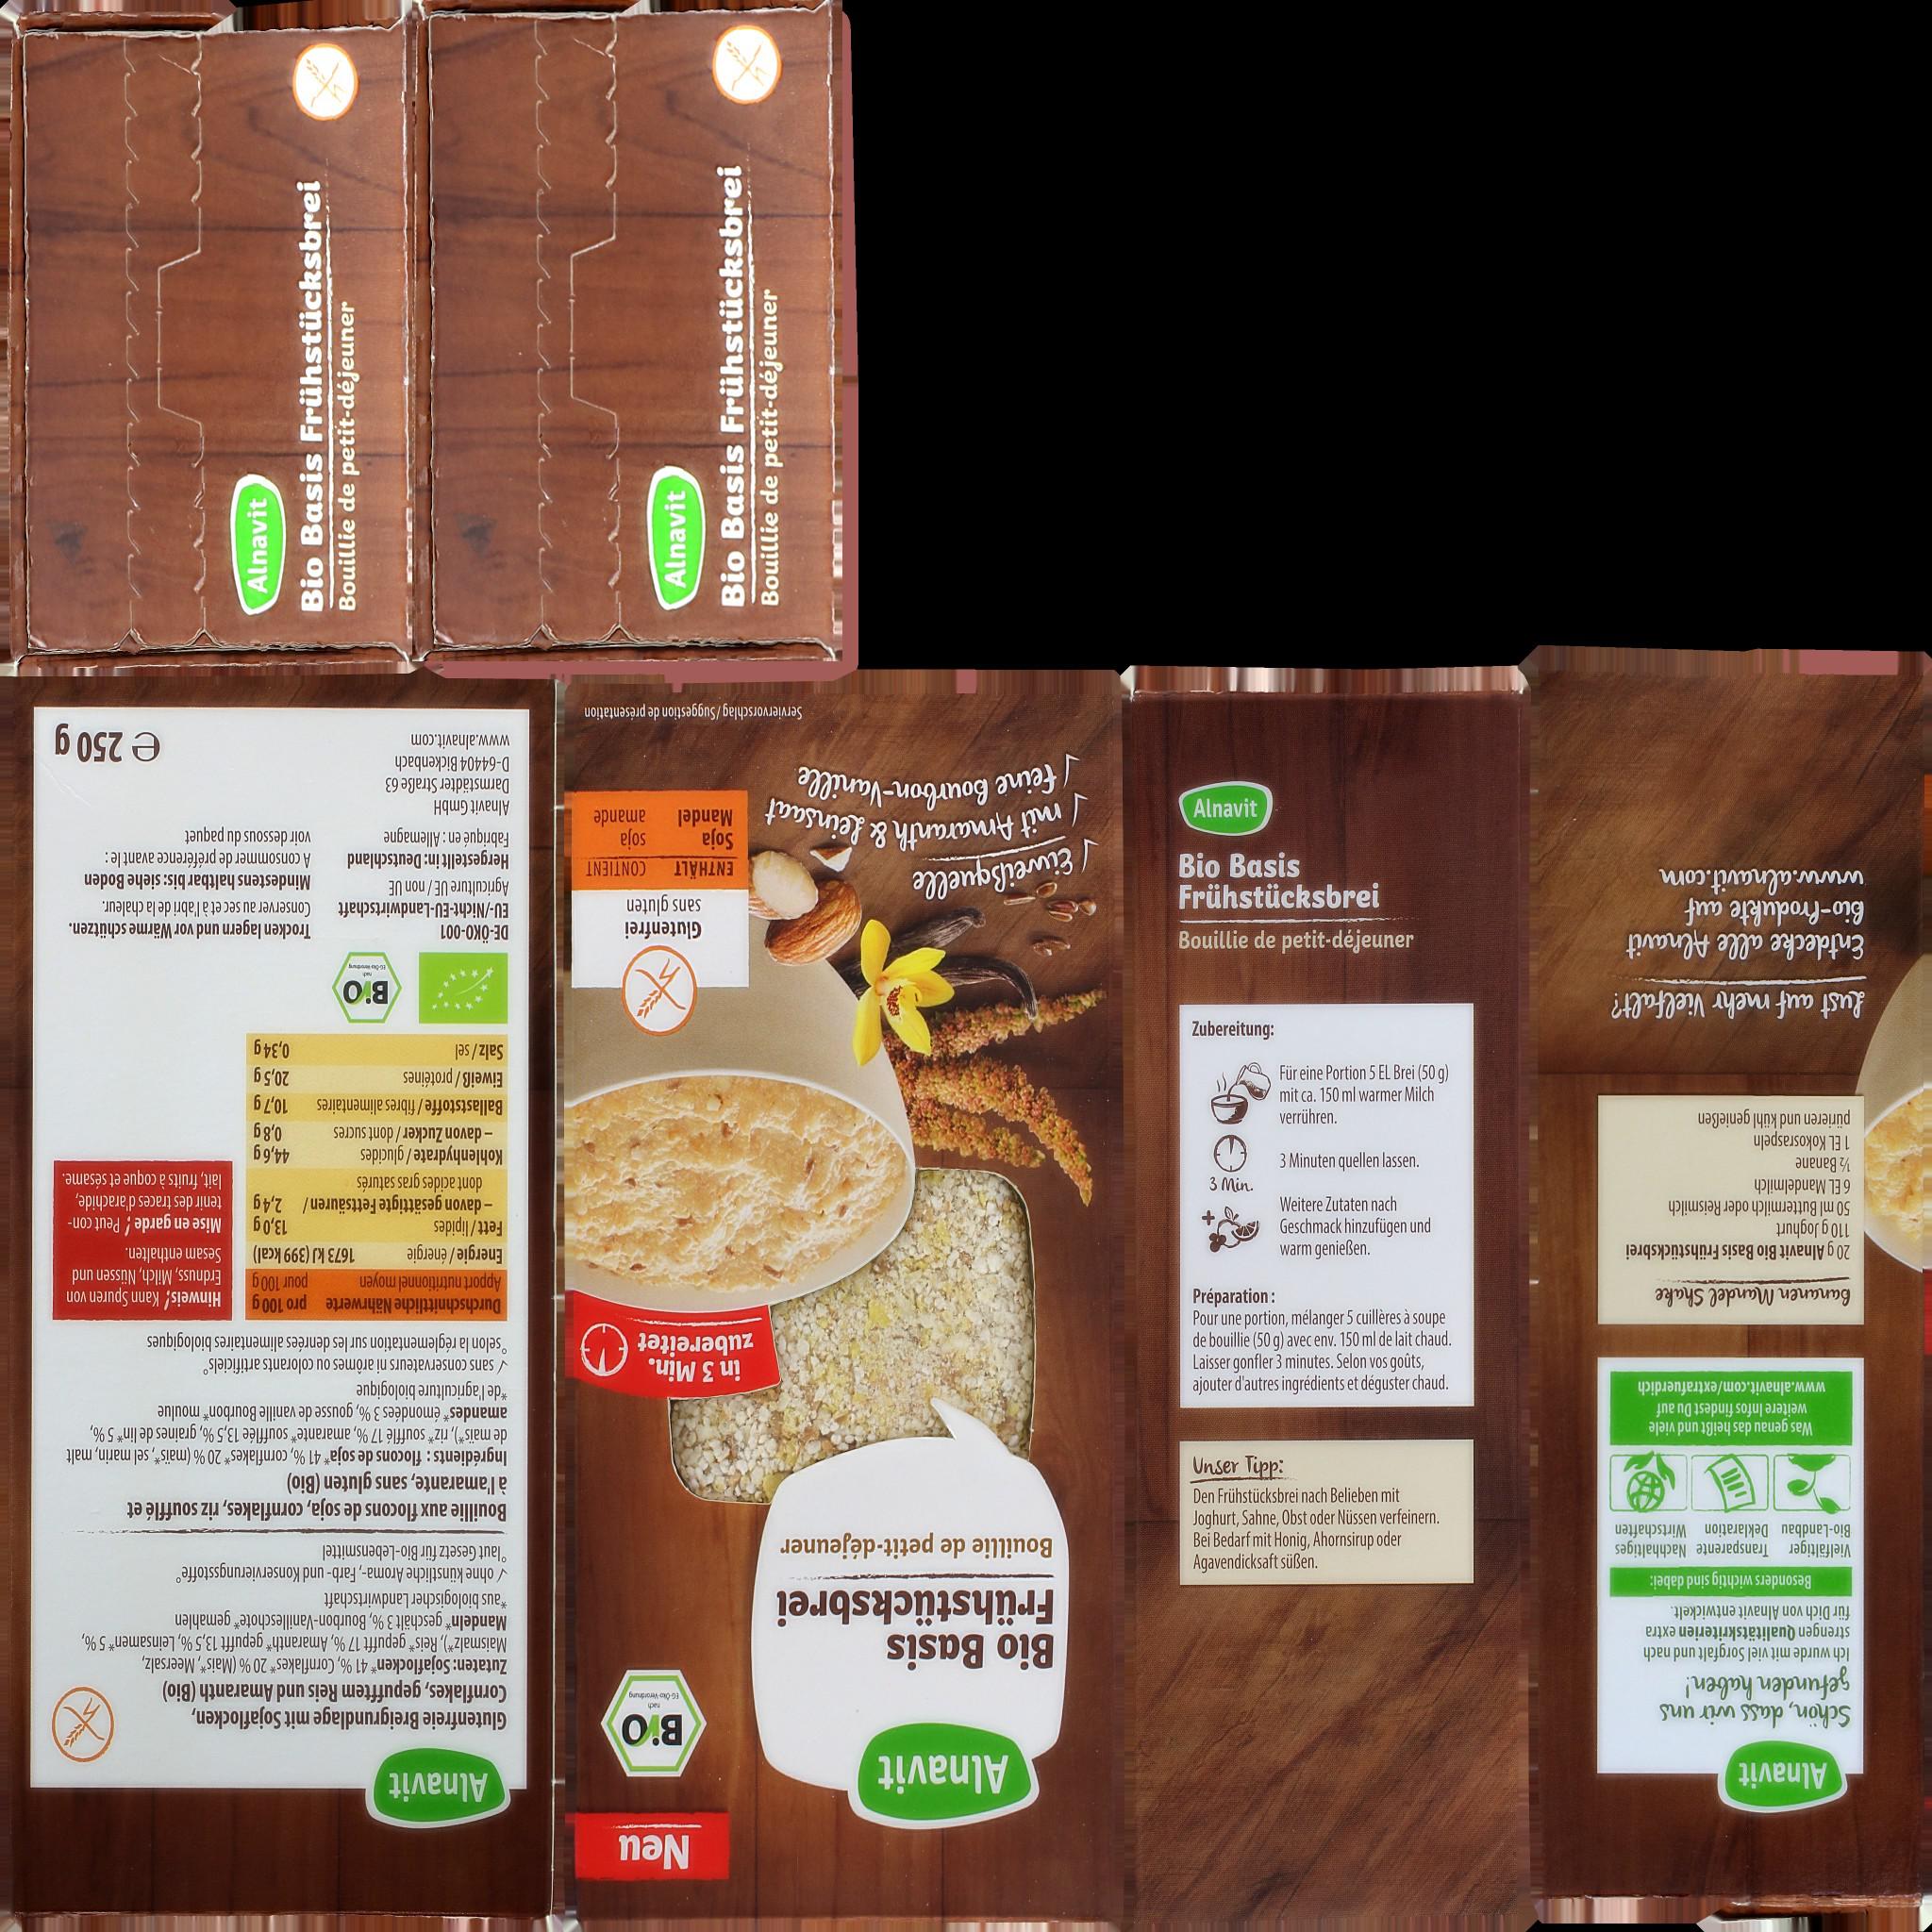 Alnavit
Bio Basis Frühstücksbrei
Bouillie de petit-déjeuner
Alnavit
Bio Basis Frühstücksbrei
Bouillie de petit-déjeuner
Alnavit
Glutenfreie Breigrundlage mit Sojaflocken,
Cornflakes, gepufftem Reis und Amaranth (Bio)
Zutaten: Sojaflocken* 41 %, Cornflakes* 20 % (Mais*, Meersalz,
Maismalz*), Reis* gepufft 17 %, Amaranth* gepufft 13,5 %, Leinsamen* 5 %,
Mandeln* geschält 3 %, Bourbon-Vanilleschote* gemahlen
*aus biologischer Landwirtschaft
✓ ohne künstliche Aroma-, Farb- und Konservierungsstoffe°
°laut Gesetz für Bio-Lebensmittel
Bouillie aux flocons de soja, cornflakes, riz soufflé et
à l'amarante, sans gluten (Bio)
Ingrédients : flocons de soja* 41 %, cornflakes* 20 % (maïs*, sel marin, malt
de maïs*), riz* soufflé 17 %, amarante* soufflée 13,5 %, graines de lin* 5 %,
amandes* émondées 3 %, gousse de vanille Bourbon* moulue
*de l'agriculture biologique
✓ sans conservateurs ni arômes ou colorants artificiels°
°selon la réglementation sur les denrées alimentaires biologiques
Durchschnittliche Nährwerte pro 100 g
Apport nutritionnel moyen pour 100 g
Energie / énergie 1673 kJ (399 kcal)
Fett / lipides 13,0 g
– davon gesättigte Fettsäuren / 2,4 g
dont acides gras saturés
Kohlenhydrate / glucides 44,6 g
– davon Zucker / dont sucres 0,8 g
Ballaststoffe / fibres alimentaires 10,7 g
Eiweiß / protéines 20,5 g
Salz / sel 0,34 g
Hinweis! Kann Spuren von
Erdnuss, Milch, Nüssen und
Sesam enthalten.
Mise en garde ! Peut con-
tenir des traces d'arachide,
lait, fruits à coque et sésame.
Bio
nach
EG-Öko-Verordnung
DE-ÖKO-001
EU-/Nicht-EU-Landwirtschaft
Agriculture UE / non UE
Hergestellt in: Deutschland
Fabriqué en : Allemagne
Alnavit GmbH
Darmstädter Straße 63
D-64404 Bickenbach
www.alnavit.com
Trocken lagern und vor Wärme schützen.
Conserver au sec et à l'abri de la chaleur.
Mindestens haltbar bis: siehe Boden
A consommer de préférence avant le :
voir dessous du paquet
℮ 250 g
Neu
Alnavit
Bio
nach
EG-Öko-Verordnung
Bio Basis
Frühstücksbrei
Bouillie de petit-déjeuner
in 3 Min.
zubereitet
Glutenfrei
sans gluten
ENTHÄLT CONTIENT
Soja soja
Mandel amande
✓ Eiweißquelle
✓ mit Amaranth & Leinsaat
✓ feine Bourbon-Vanille
Serviervorschlag / Suggestion de présentation
Alnavit
Bio Basis
Frühstücksbrei
Bouillie de petit-déjeuner
Zubereitung:
Für eine Portion 5 EL Brei (50 g)
mit ca. 150 ml warmer Milch
verrühren.
3 Min.
3 Minuten quellen lassen.
Weitere Zutaten nach
Geschmack hinzufügen und
warm genießen.
Préparation :
Pour une portion, mélanger 5 cuillères à soupe
de bouillie (50 g) avec env. 150 ml de lait chaud.
Laisser gonfler 3 minutes. Selon vos goûts,
ajouter d'autres ingrédients et déguster chaud.
Unser Tipp:
Den Frühstücksbrei nach Belieben mit
Joghurt, Sahne, Obst oder Nüssen verfeinern.
Bei Bedarf mit Honig, Ahornsirup oder
Agavendicksaft süßen.
Alnavit
Schön, dass wir uns
gefunden haben!
Ich wurde mit viel Sorgfalt und nach
strengen Qualitätskriterien extra
für Dich von Alnavit entwickelt.
Besonders wichtig sind dabei:
Vielfältiger Transparente Nachhaltiges
Bio-Landbau Deklaration Wirtschaften
Was genau das heißt und viele
weitere Infos findest Du auf
www.alnavit.com/extrafuerdich
Bananen Mandel Shake
20 g Alnavit Bio Basis Frühstücksbrei
110 g Joghurt
50 ml Buttermilch oder Reismilch
6 EL Mandelmilch
½ Banane
1 EL Kokosraspeln
pürieren und kühl genießen
Lust auf mehr Vielfalt?
Entdecke alle Alnavit
Bio-Produkte auf
www.alnavit.com